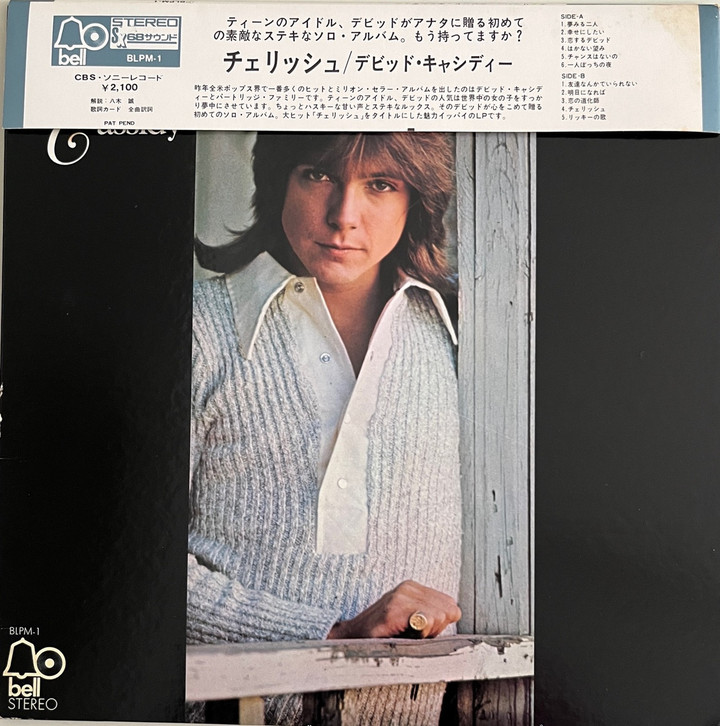 bell
STEREO
SX68サウンド
BLPM-1
CBS・ソニーレコード
¥2,100
解説：八木 誠
歌詞カード 全曲訳詞
PAT PEND
ティーンのアイドル、デビッドがアナタに贈る初めて
の素敵なステキなソロ・アルバム。もう持ってますか？
チェリッシュ/デビッド・キャシディー
昨年全米ポップス界で一番多くのヒットとミリオン・セラー・アルバムを出したのはデビッド・キャシデ
ィーとパートリッジ・ファミリーです。ティーンのアイドル、デビッドの人気は世界中の女の子をすっか
り夢中にさせています。ちょっとハスキーな甘い声とステキなルックス。そのデビッドが心をこめて贈る
初めてのソロ・アルバム。大ヒット「チェリッシュ」をタイトルにした魅力イッパイのLPです。
SIDE-A
1. 夢みる二人
2. 幸せにしたい
3. 恋するデビッド
4. はかない望み
5. チャンスはないの
6. 一人ぼっちの夜
SIDE-B
1. 友達なんかでいられない
2. 明日になれば
3. 恋の道化師
4. チェリッシュ
5. リッキーの歌
Cassidy
BLPM-1
bell
STEREO